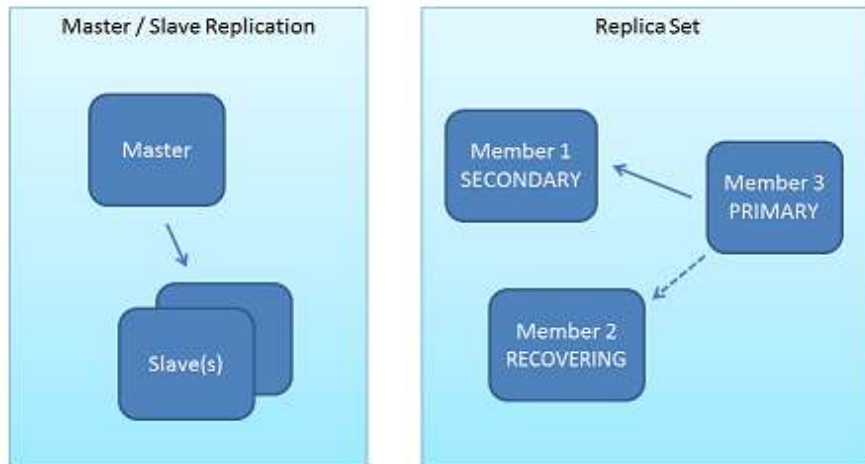 Master / Slave Replication
Master
Slave(s)
Replica Set
Member 1
SECONDARY
Member 3
PRIMARY
Member 2
RECOVERING